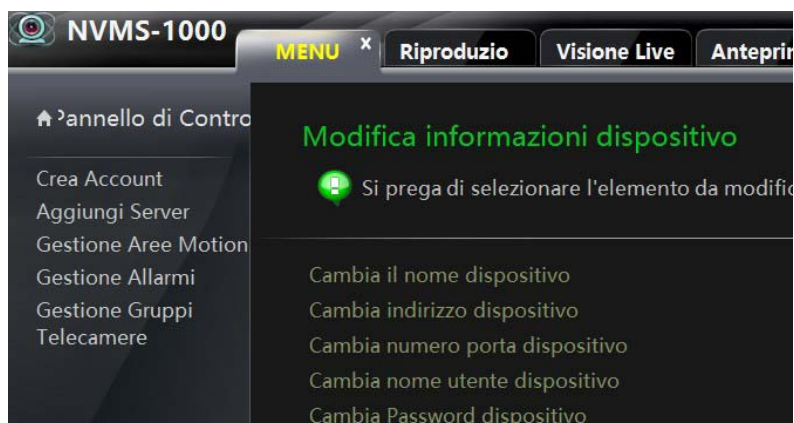 NVMS-1000
MENU x Riproduzio Visione Live
Pannello di Contro
Modifica informazioni dispositivo
Si prega di selezionare l'elemento da
Crea Account
Aggiungi Server
Gestione Aree Motion
Gestione Allarmi
Gestione Gruppi
Telecamere
Cambia il nome dispositivo
Cambia indirizzo dispositivo
Cambia numero porta dispositivo
Cambia nome utente dispositivo
Cambia Password dispositivo